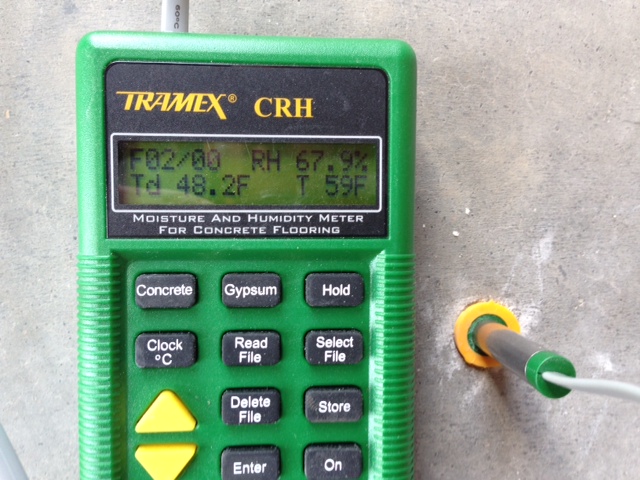 60°C
TRAMEX® CRH
F02/00 RH 67.9%
Td 48.2F T 59F
MOISTURE AND HUMIDITY METER
FOR CONCRETE FLOORING
Concrete Gypsum Hold
Clock
°C
Read
File
Select
File
Delete
File
Store
Enter On